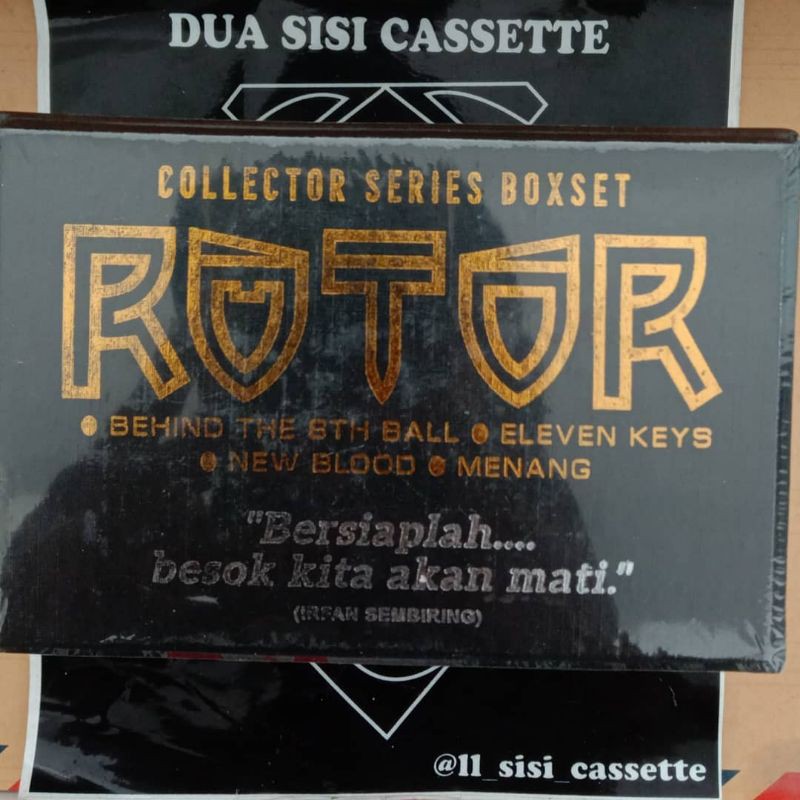 DUA SISI CASSETTE
COLLECTOR SERIES BOXSET
ROTOR
• BEHIND THE 8TH BALL • ELEVEN KEYS
• NEW BLOOD • MENANG
"Bersiaplah....
besok kita akan mati."
(IRFAN SEMBIRING)
@11_sisi_cassette